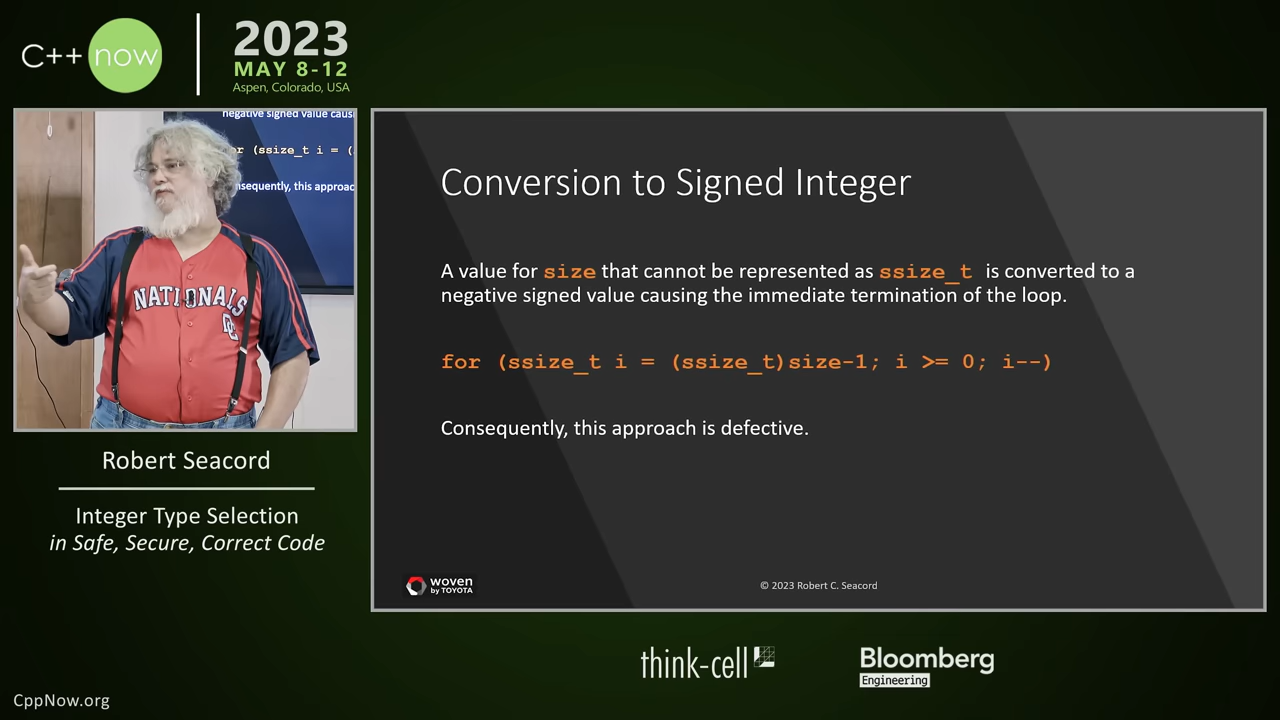 C++ now
2023
MAY 8-12
Aspen, Colorado, USA
negative signed value caus
or (ssize_t i = (
nsequently, this approac
NATIONALS
DC
Robert Seacord
Integer Type Selection
in Safe, Secure, Correct Code
Conversion to Signed Integer
A value for size that cannot be represented as ssize_t is converted to a
negative signed value causing the immediate termination of the loop.
for (ssize_t i = (ssize_t)size-1; i >= 0; i--)
Consequently, this approach is defective.
woven
by TOYOTA
© 2023 Robert C. Seacord
think-cell
Bloomberg
Engineering
CppNow.org